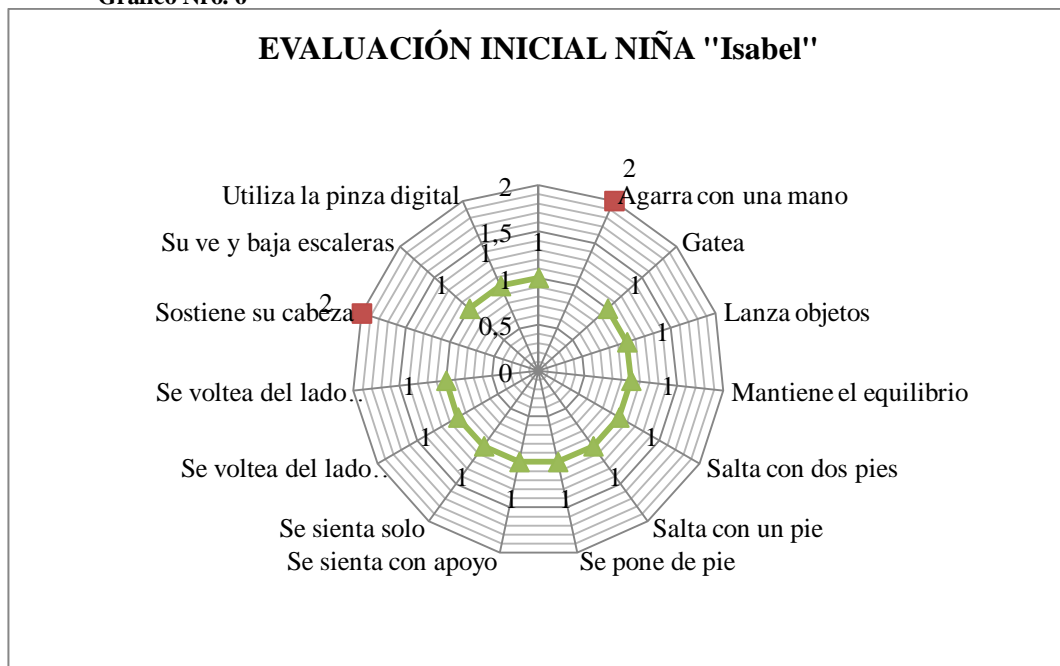 Gráfico Nro. 6
EVALUACIÓN INICIAL NIÑA "Isabel"
2
Utiliza la pinza digital
2
Agarra con una mano
Su ve y baja escaleras
1,5
1
1
Gatea
1
1
1
2
Sostiene su cabeza
Lanza objetos
0,5
1
0
Se voltea del lado..
1
1
Mantiene el equilibrio
Se voltea del lado..
1
1
Salta con dos pies
1
1
Se sienta solo
Salta con un pie
1
1
Se sienta con apoyo
Se pone de pie